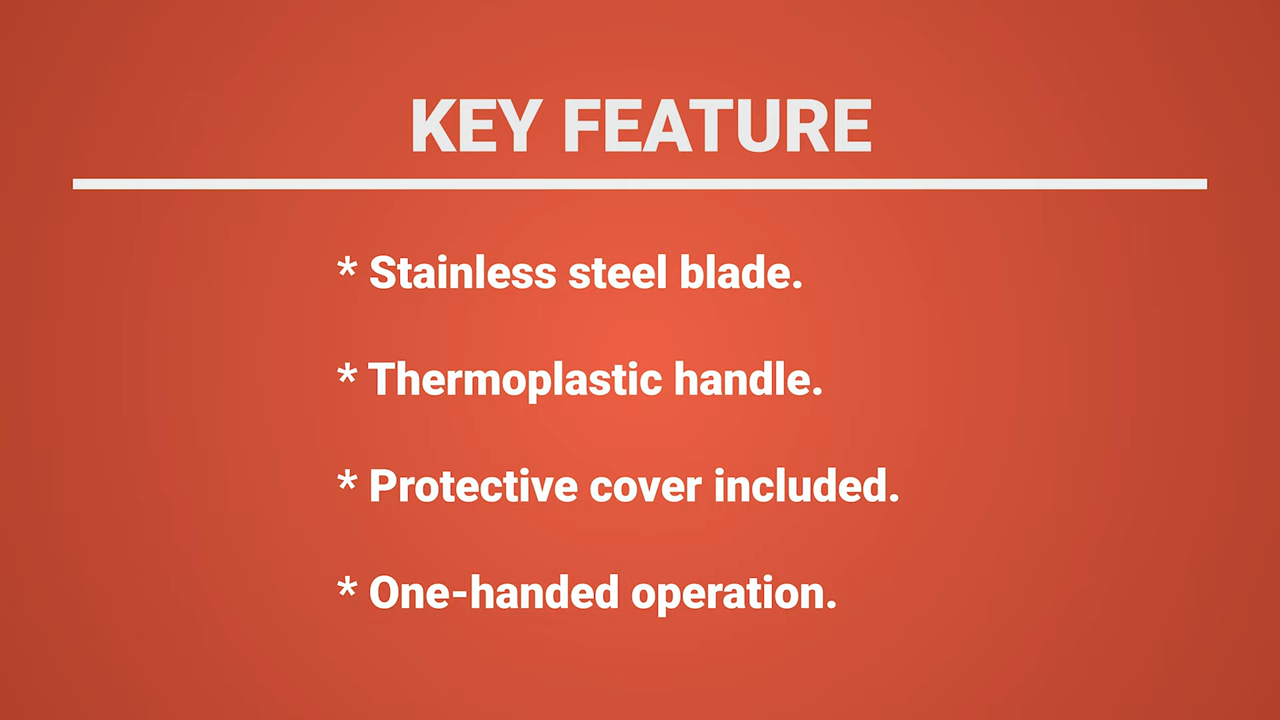 KEY FEATURE
* Stainless steel blade.
* Thermoplastic handle.
* Protective cover included.
* One-handed operation.